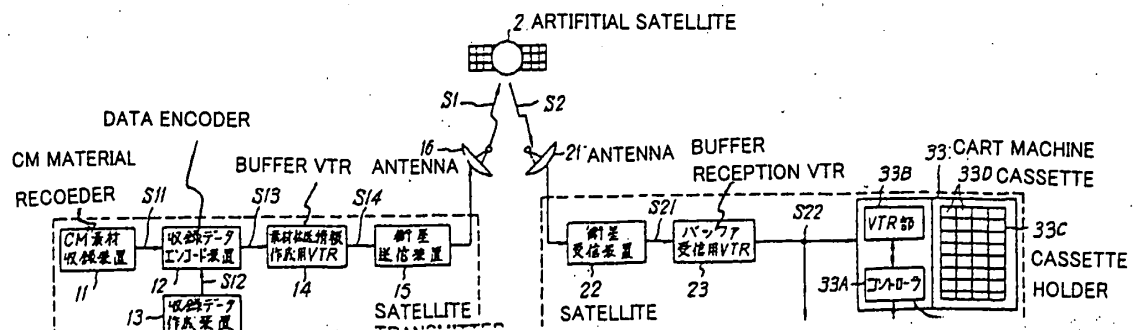 2 ARTIFITIAL SATELLITE
S1
S2
DATA ENCODER
16
21
ANTENNA
BUFFER
RECEPTION VTR
33:
CART MACHINE
33B
33D
CASSETTE
CM MATERIAL
RECOEDER
BUFFER VTR
ANTENNA
S11
S13
S14
S21
S22
CM素材
収録装置
収録データ
エンコード装置
素材伝送情報
作成用VTR
衛星
送信装置
衛星
受信装置
バッファ
受信用VTR
VTR部
33C
CASSETTE
HOLDER
11
12
S12
14
15
22
23
33A
コントローラ
13
収録データ
作成装置
SATELLITE
TRANSMITTER
SATELLITE